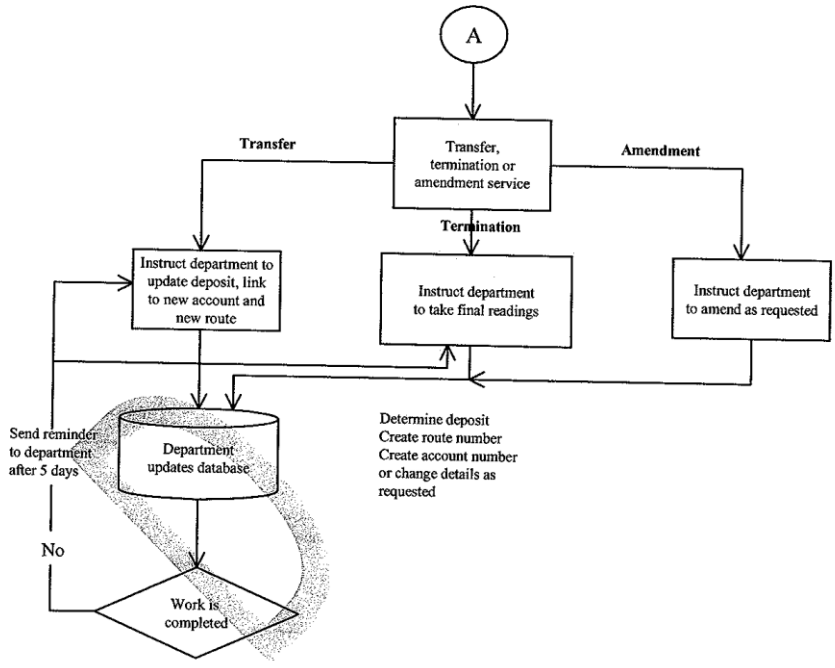 A
Transfer,
termination or
amendment service
Transfer
Amendment
Termination
Instruct department to
update deposit, link
to new account and
new route
Instruct department
to take final readings
Instruct department
to amend as requested
Send reminder
to department
after 5 days
Department
updates database
Determine deposit
Create route number
Create account number
or change details as
requested
No
Work is
completed